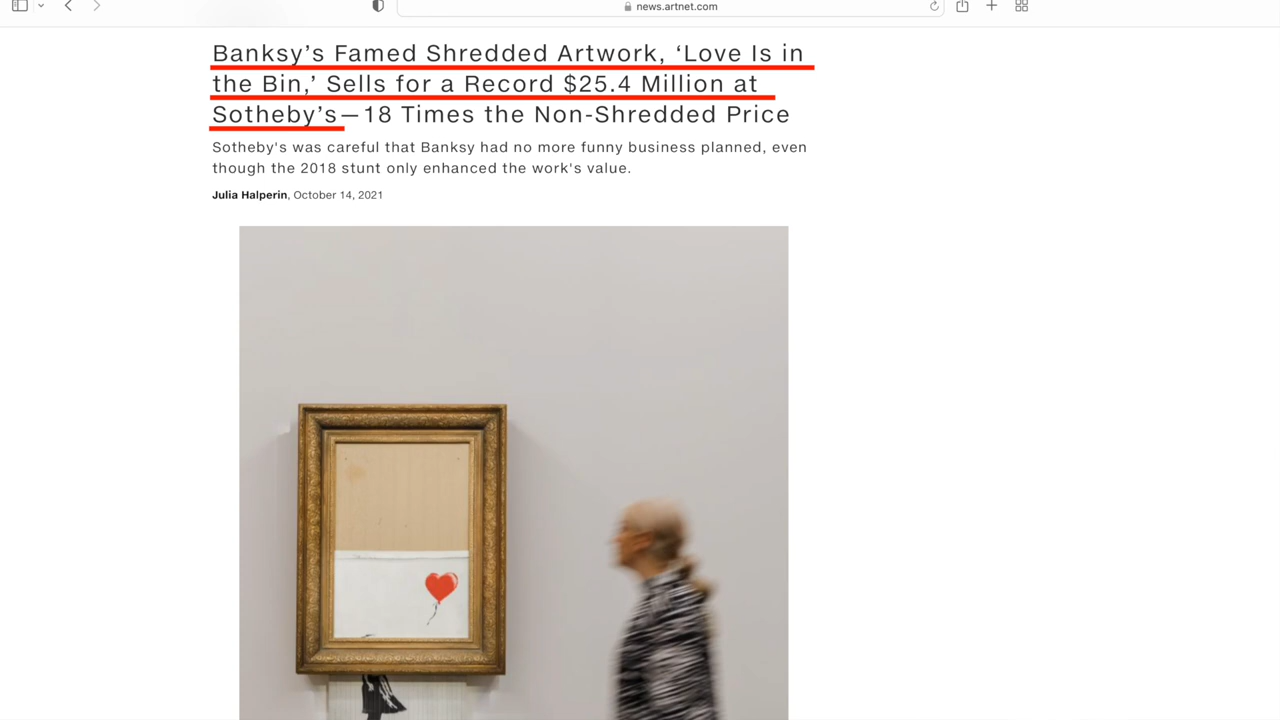 news.artnet.com
Banksy’s Famed Shredded Artwork, ‘Love Is in
the Bin,’ Sells for a Record $25.4 Million at
Sotheby’s—18 Times the Non-Shredded Price
Sotheby's was careful that Banksy had no more funny business planned, even
though the 2018 stunt only enhanced the work's value.
Julia Halperin, October 14, 2021